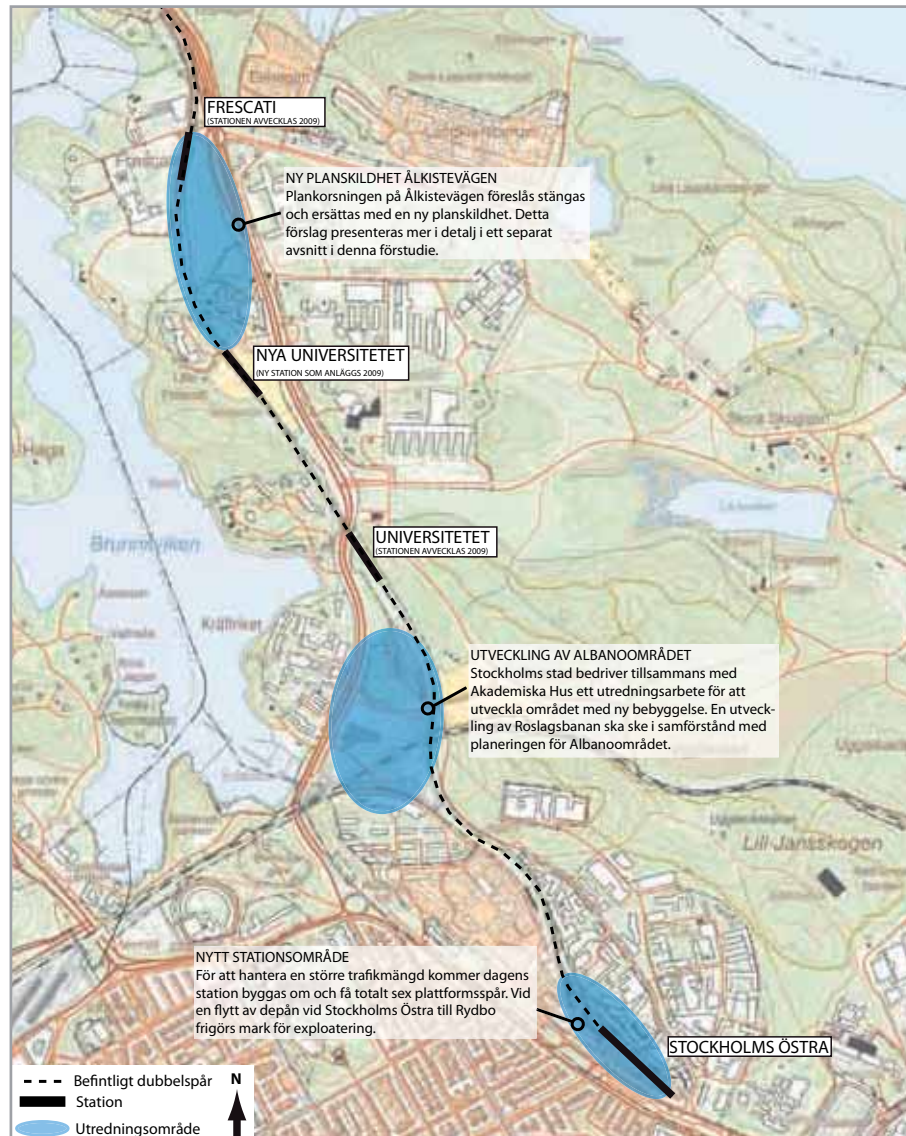 FRESCATI
(STATIONEN AVVECKLAS 2009)
NY PLANSKILDHET ÅLKISTEVÄGEN
Plankorsningen på Ålkistevägen föreslås stängas
och ersättas med en ny planskildhet. Detta
förslag presenteras mer i detalj i ett separat
avsnitt i denna förstudie.
NYA UNIVERSITETET
(NY STATION SOM ANLÄGGS 2009)
Haga
Brunnsviken
UNIVERSITETET
(STATIONEN AVVECKLAS 2009)
Kräftriket
UTVECKLING AV ALBANOOMRÅDET
Stockholms stad bedriver tillsammans med
Akademiska Hus ett utredningsarbete för att
utveckla området med ny bebyggelse. En utveck-
ling av Roslagsbanan ska ske i samförstånd med
planeringen för Albanoområdet.
Lill-Jansskogen
NYTT STATIONSOMRÅDE
För att hantera en större trafikmängd kommer dagens
station byggas om och få totalt sex plattformsspår. Vid
en flytt av depån vid Stockholms Östra till Rydbo
frigörs mark för exploatering.
STOCKHOLMS ÖSTRA
Befintligt dubbelspår
Station
Utredningsområde
N